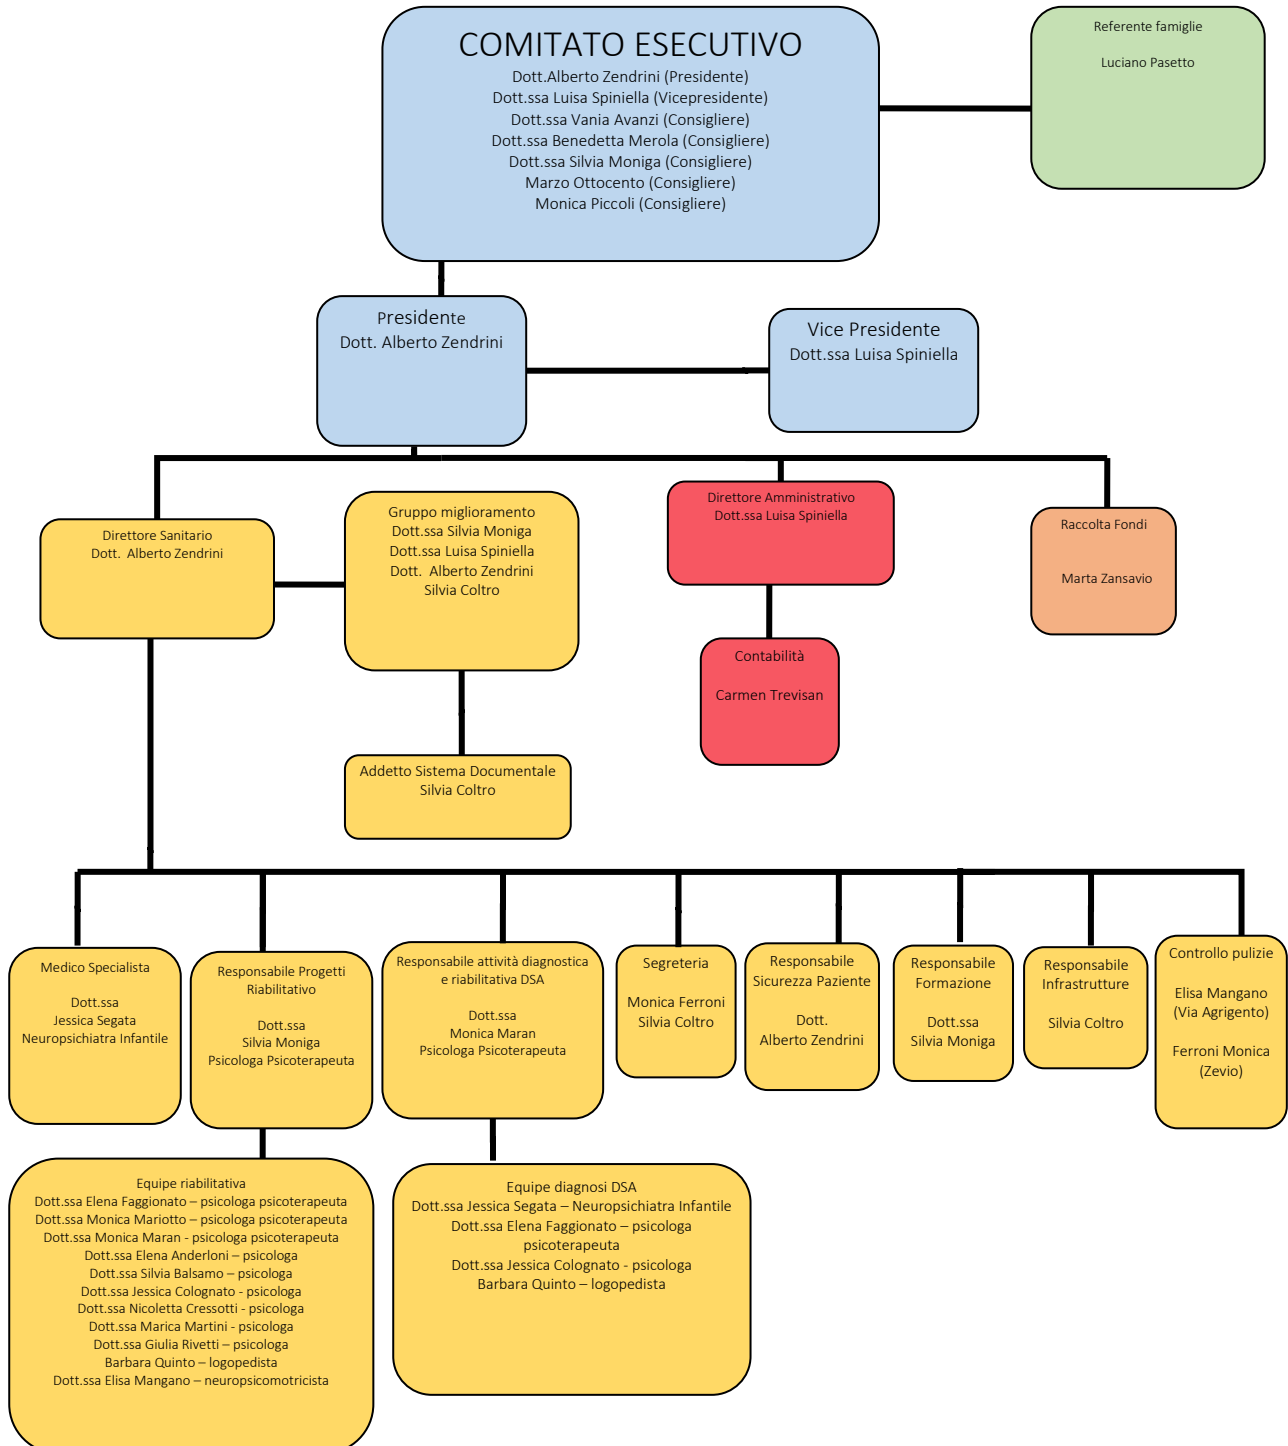 COMITATO ESECUTIVO
Dott.Alberto Zendrini (Presidente)
Dott.ssa Luisa Spiniella (Vicepresidente)
Dott.ssa Vania Avanzi (Consigliere)
Dott.ssa Benedetta Merola (Consigliere)
Dott.ssa Silvia Moniga (Consigliere)
Marzo Ottocento (Consigliere)
Monica Piccoli (Consigliere)
Referente famiglie
Luciano Pasetto
Presidente
Dott. Alberto Zendrini
Vice Presidente
Dott.ssa Luisa Spiniella
Direttore Sanitario
Dott.  Alberto Zendrini
Gruppo miglioramento
Dott.ssa Silvia Moniga
Dott.ssa Luisa Spiniella
Dott.  Alberto Zendrini
Silvia Coltro
Direttore Amministrativo
Dott.ssa Luisa Spiniella
Raccolta Fondi
Marta Zansavio
Contabilità
Carmen Trevisan
Addetto Sistema Documentale
Silvia Coltro
Medico Specialista
Dott.ssa
Jessica Segata
Neuropsichiatra Infantile
Responsabile Progetti
Riabilitativo
Dott.ssa
Silvia Moniga
Psicologa Psicoterapeuta
Responsabile attività diagnostica
e riabilitativa DSA
Dott.ssa
Monica Maran
Psicologa Psicoterapeuta
Segreteria
Monica Ferroni
Silvia Coltro
Responsabile
Sicurezza Paziente
Dott.
Alberto Zendrini
Responsabile
Formazione
Dott.ssa
Silvia Moniga
Responsabile
Infrastrutture
Silvia Coltro
Controllo pulizie
Elisa Mangano
(Via Agrigento)
Ferroni Monica
(Zevio)
Equipe riabilitativa
Dott.ssa Elena Faggionato – psicologa psicoterapeuta
Dott.ssa Monica Mariotto – psicologa psicoterapeuta
Dott.ssa Monica Maran - psicologa psicoterapeuta
Dott.ssa Elena Anderloni – psicologa
Dott.ssa Silvia Balsamo – psicologa
Dott.ssa Jessica Colognato - psicologa
Dott.ssa Nicoletta Cressotti - psicologa
Dott.ssa Marica Martini - psicologa
Dott.ssa Giulia Rivetti – psicologa
Barbara Quinto – logopedista
Dott.ssa Elisa Mangano – neuropsicomotricista
Equipe diagnosi DSA
Dott.ssa Jessica Segata – Neuropsichiatra Infantile
Dott.ssa Elena Faggionato – psicologa
psicoterapeuta
Dott.ssa Jessica Colognato - psicologa
Barbara Quinto – logopedista